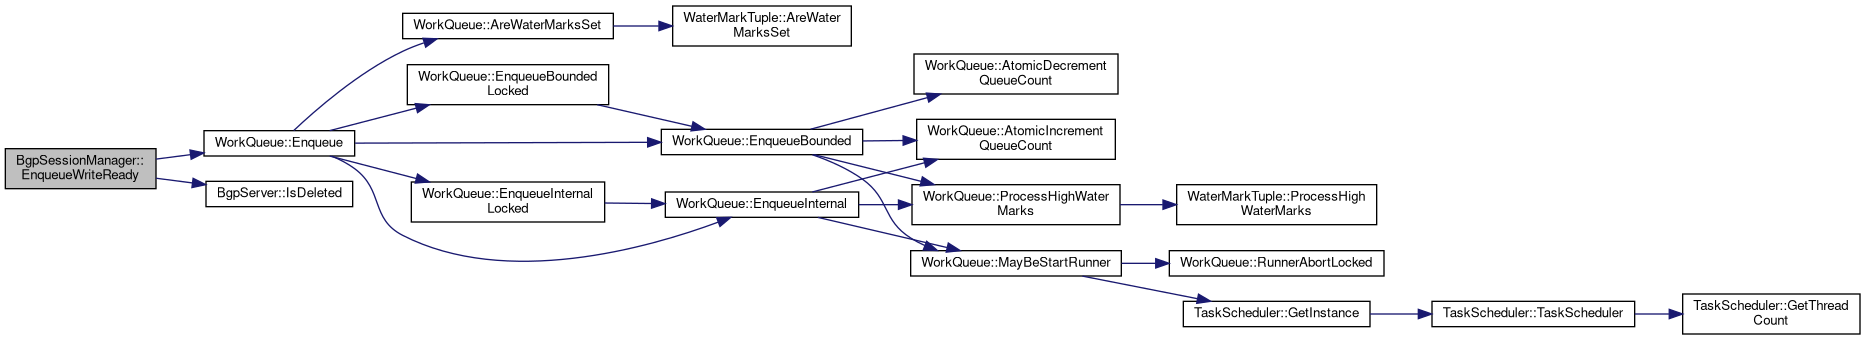 BgpSessionManager::
EnqueueWriteReady
WorkQueue::Enqueue
BgpServer::IsDeleted
WorkQueue::AreWaterMarksSet
WorkQueue::EnqueueBounded
Locked
WorkQueue::EnqueueInternal
Locked
WaterMarkTuple::AreWater
MarksSet
WorkQueue::EnqueueBounded
WorkQueue::EnqueueInternal
WorkQueue::AtomicDecrement
QueueCount
WorkQueue::AtomicIncrement
QueueCount
WorkQueue::ProcessHighWater
Marks
WorkQueue::MayBeStartRunner
WaterMarkTuple::ProcessHigh
WaterMarks
WorkQueue::RunnerAbortLocked
TaskScheduler::GetInstance
TaskScheduler::TaskScheduler
TaskScheduler::GetThread
Count